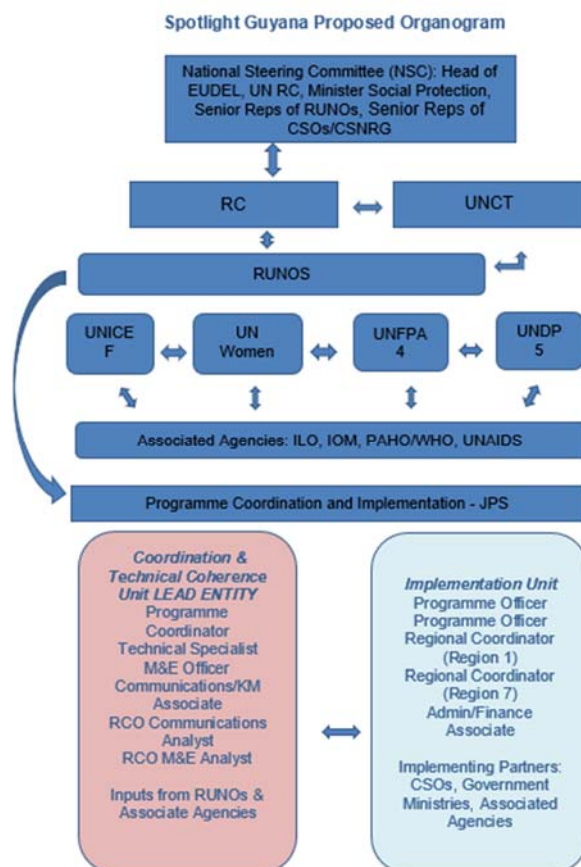 Spotlight Guyana Proposed Organogram
National Steering Committee (NSC): Head of
EUDEL, UN RC, Minister Social Protection,
Senior Reps of RUNOs, Senior Reps of
CSOs/CSNRG
RC
UNCT
RUNOS
UNICE
F
UN
Women
UNFPA
4
UNDP
5
Associated Agencies: ILO, IOM, PAHO/WHO, UNAIDS
Programme Coordination and Implementation - JPS
Coordination &
Technical Coherence
Unit LEAD ENTITY
Programme
Coordinator
Technical Specialist
M&E Officer
Communications/KM
Associate
RCO Communications
Analyst
RCO M&E Analyst
Inputs from RUNOs &
Associate Agencies
Implementation Unit
Programme Officer
Programme Officer
Regional Coordinator
(Region 1)
Regional Coordinator
(Region 7)
Admin/Finance
Associate
Implementing Partners:
CSOs, Government
Ministries, Associated
Agencies